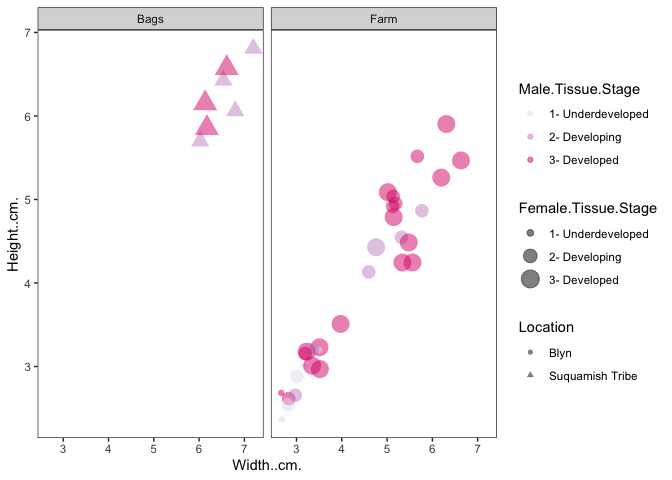 Bags
Farm
7
6
5
4
3
Height..cm.
3 4 5 6 7
3 4 5 6 7
Width..cm.
Male.Tissue.Stage
1- Underdeveloped
2- Developing
3- Developed
Female.Tissue.Stage
1- Underdeveloped
2- Developing
3- Developed
Location
Blyn
Suquamish Tribe